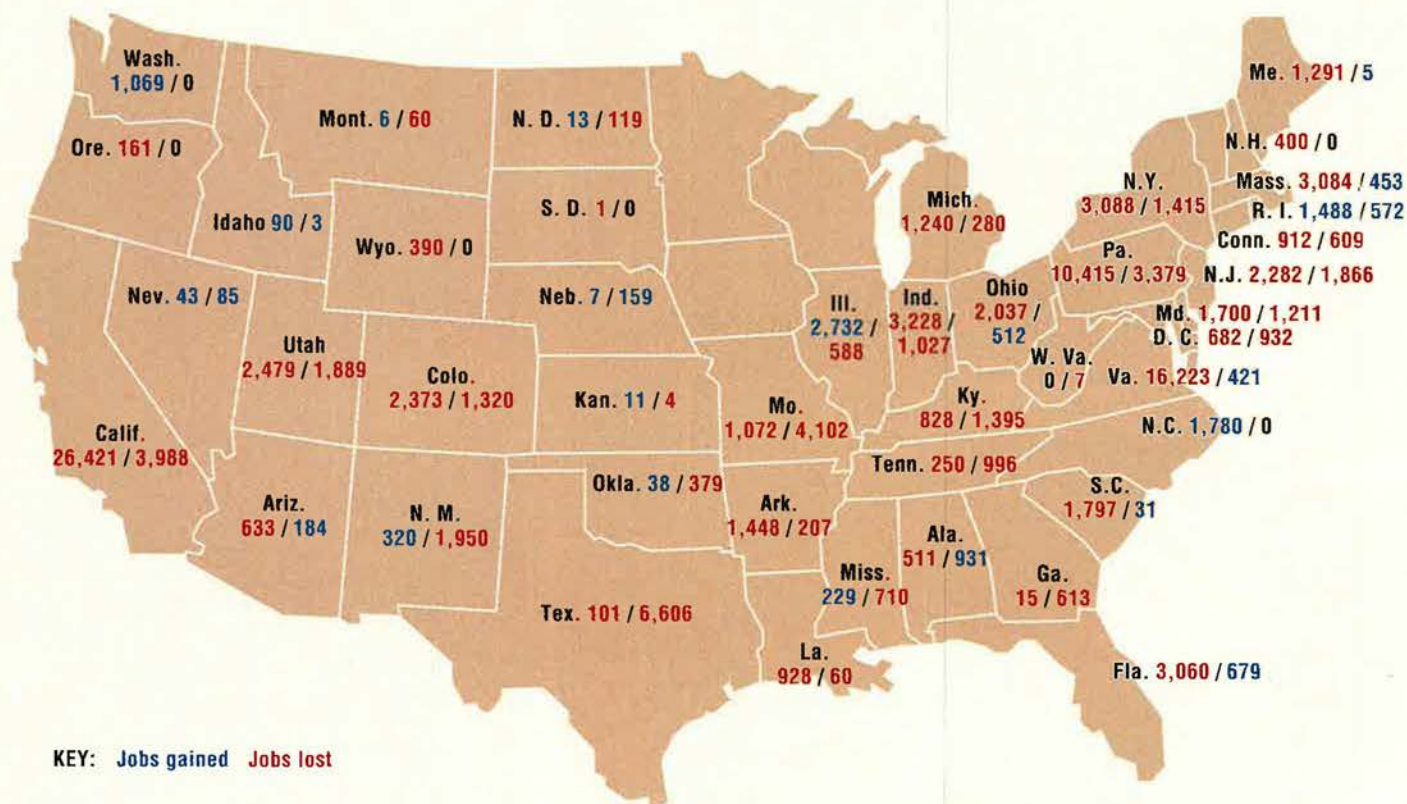 Wash.
1,069 / 0
Mont. 6 / 60
N. D. 13 / 119
Me. 1,291 / 5
Ore. 161 / 0
N.H. 400 / 0
Idaho 90 / 3
S. D. 1 / 0
Mich.
1,240 / 280
N.Y.
3,088 / 1,415
Mass. 3,084 / 453
R. I. 1,488 / 572
Wyo. 390 / 0
Conn. 912 / 609
Pa.
10,415 / 3,379
N.J. 2,282 / 1,866
Nev. 43 / 85
Neb. 7 / 159
Ill.
2,732 /
588
Ind.
3,228 /
1,027
Ohio
2,037 /
512
Md. 1,700 / 1,211
D. C. 682 / 932
Utah
2,479 / 1,889
Colo.
2,373 / 1,320
W. Va.
0 / 7
Va. 16,223 / 421
Kan. 11 / 4
Mo.
1,072 / 4,102
Ky.
828 / 1,395
Calif.
26,421 / 3,988
N.C. 1,780 / 0
Tenn. 250 / 996
Okla. 38 / 379
Ariz.
633 / 184
N. M.
320 / 1,950
Ark.
1,448 / 207
S.C.
1,797 / 31
Ala.
511 / 931
Miss.
229 / 710
Ga.
15 / 613
Tex. 101 / 6,606
La.
928 / 60
Fla. 3,060 / 679
KEY: Jobs gained Jobs lost